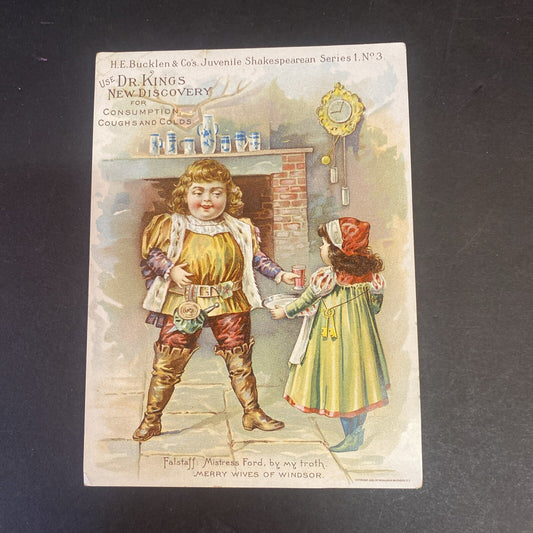 H.E. Bucklen & Co's. Juvenile Shakespearean Series 1. No 3
USE DR. KINGS
NEW DISCOVERY
FOR
CONSUMPTION,
COUGHS AND COLDS.
Falstaff: Mistress Ford, by my troth.
MERRY WIVES OF WINDSOR.